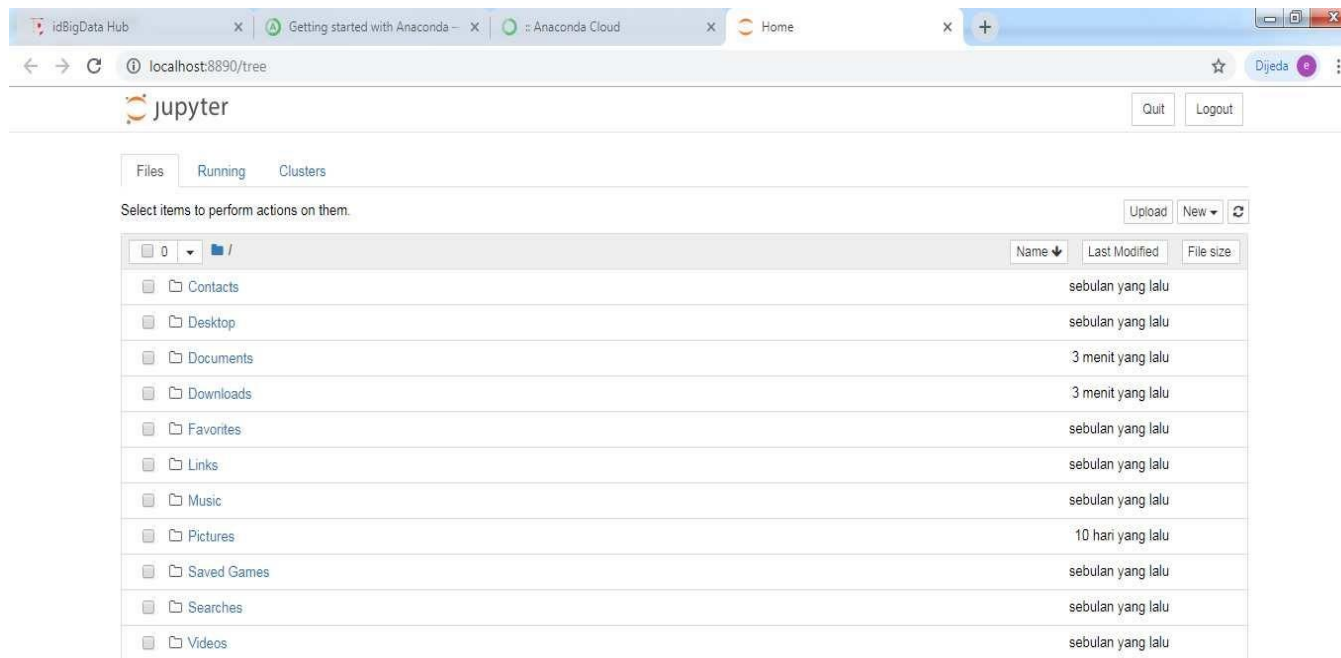 idBigData Hub Getting started with Anaconda — :: Anaconda Cloud Home
localhost:8890/tree Dijeda e
jupyter Quit Logout
Files Running Clusters
Select items to perform actions on them. Upload New
0 / Name Last Modified File size
Contacts sebulan yang lalu
Desktop sebulan yang lalu
Documents 3 menit yang lalu
Downloads 3 menit yang lalu
Favorites sebulan yang lalu
Links sebulan yang lalu
Music sebulan yang lalu
Pictures 10 hari yang lalu
Saved Games sebulan yang lalu
Searches sebulan yang lalu
Videos sebulan yang lalu